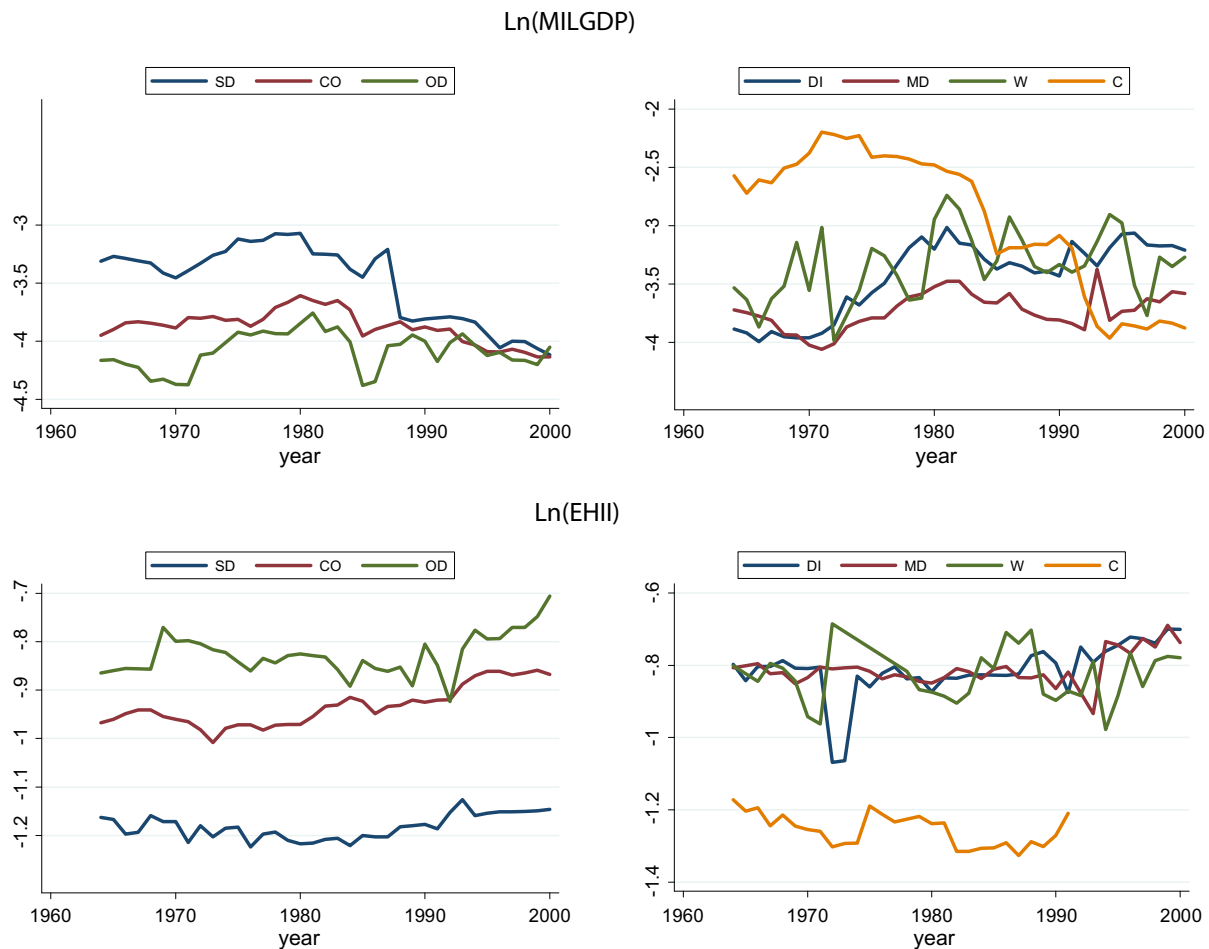 Ln(MILGDP)
SD CO OD
DI MD W C
-3
-3.5
-4
-4.5
1960 1970 1980 1990 2000
year
-2
-2.5
-3
-3.5
-4
1960 1970 1980 1990 2000
year
Ln(EHII)
SD CO OD
DI MD W C
-.7
-.8
-.9
-1
-1.1
-1.2
1960 1970 1980 1990 2000
year
-.6
-.8
-1
-1.2
-1.4
1960 1970 1980 1990 2000
year